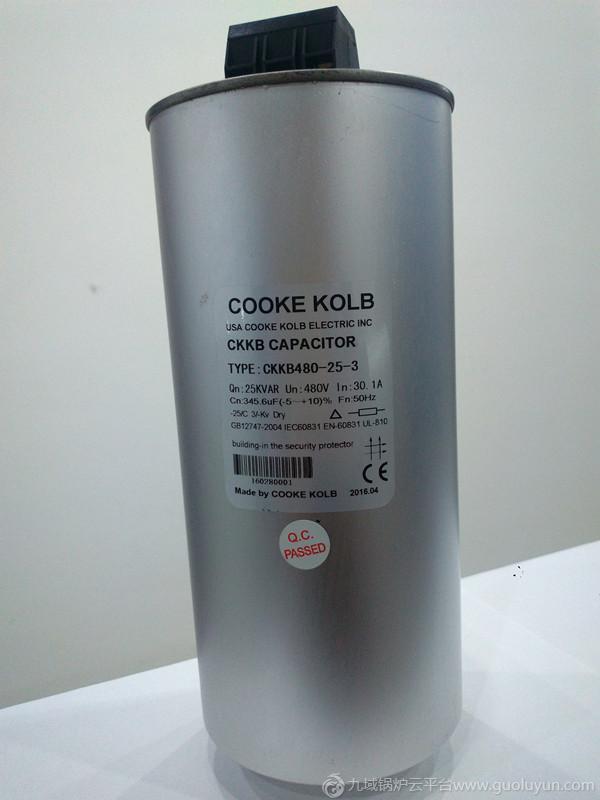 COOKE KOLB
USA COOKE KOLB ELECTRIC INC
CKKB CAPACITOR
TYPE:CKKB480-25-3
Qn:25KVAR Un:480V In:30.1A
Cn:345.6uF(-5~+10)% Fn:50Hz
-25/C 3/-Kv Dry
GB12747-2004 IEC60831 EN-60831 UL-810
building-in the security protector
CE
160280001
Made by COOKE KOLB 2016.04
Q.C.
PASSED
九域锅炉云平台www.guoluyun.com